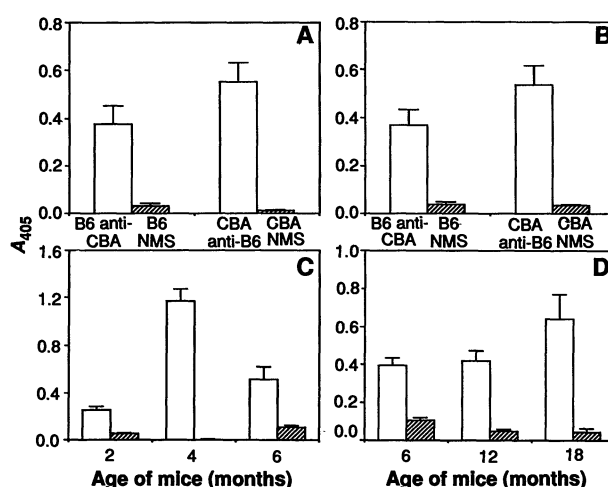 A
0.8
0.6
0.4
0.2
0.0
B6 anti-CBA
B6 NMS
CBA anti-B6
CBA NMS
B
0.8
0.6
0.4
0.2
0.0
B6 anti-CBA
B6 NMS
CBA anti-B6
CBA NMS
A405
C
1.6
1.2
0.8
0.4
0.0
2
4
6
Age of mice (months)
D
1.0
0.8
0.6
0.4
0.2
0.0
6
12
18
Age of mice (months)